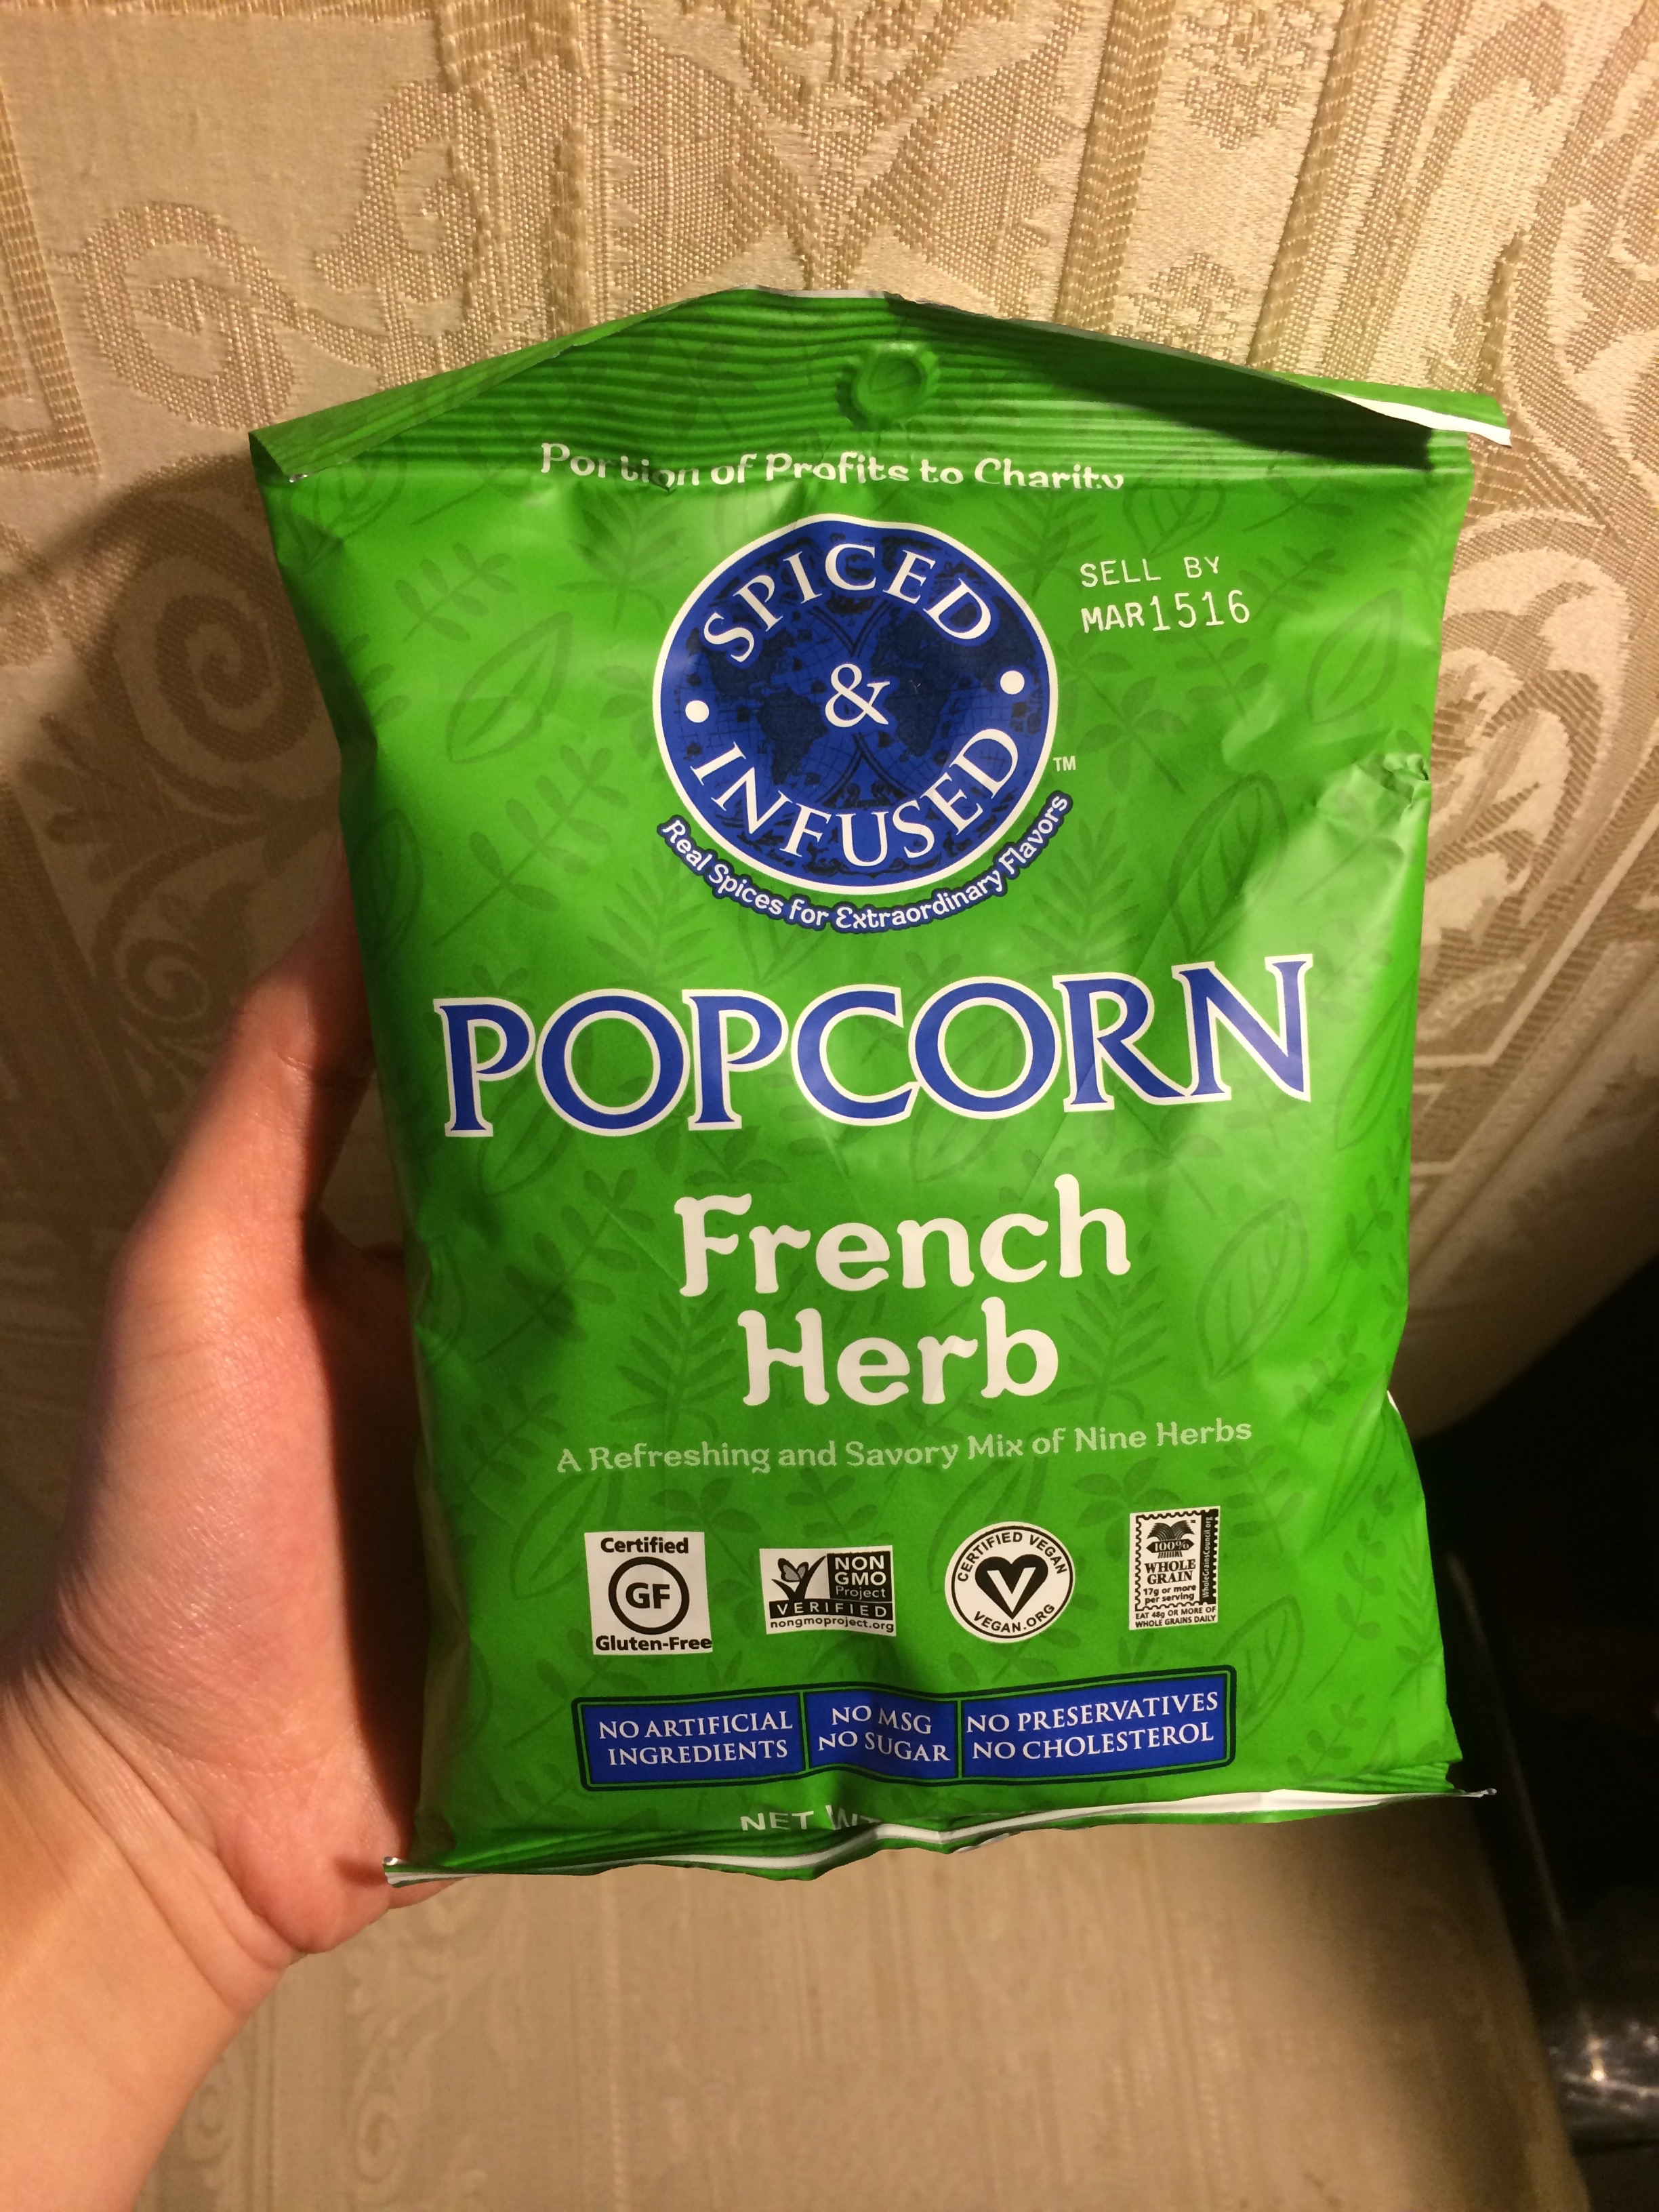 Portion of Profits to Charity
SPICED
&
INFUSED
TM
Real Spices for Extraordinary Flavors
SELL BY
MAR1516
POPCORN
French
Herb
A Refreshing and Savory Mix of Nine Herbs
Certified
GF
Gluten-Free
NON
GMO
Project
VERIFIED
nongmoproject.org
CERTIFIED VEGAN
V
VEGAN.ORG
100%
WHOLE
GRAIN
17g or more
per serving
EAT 48g OR MORE OF
WHOLE GRAINS DAILY
WholeGrainsCouncil.org
NO ARTIFICIAL
INGREDIENTS
NO MSG
NO SUGAR
NO PRESERVATIVES
NO CHOLESTEROL
NET